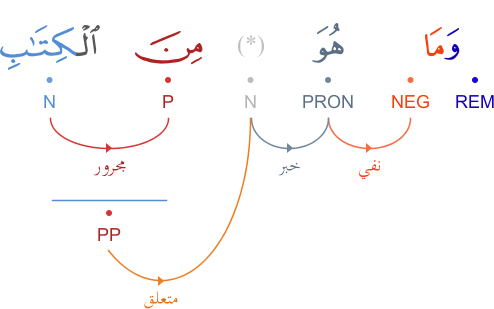 وَمَا هُوَ (*) مِنَ ٱلْكِتَٰبِ
REM NEG PRON N P N
نفي خبر مجرور
PP
متعلق